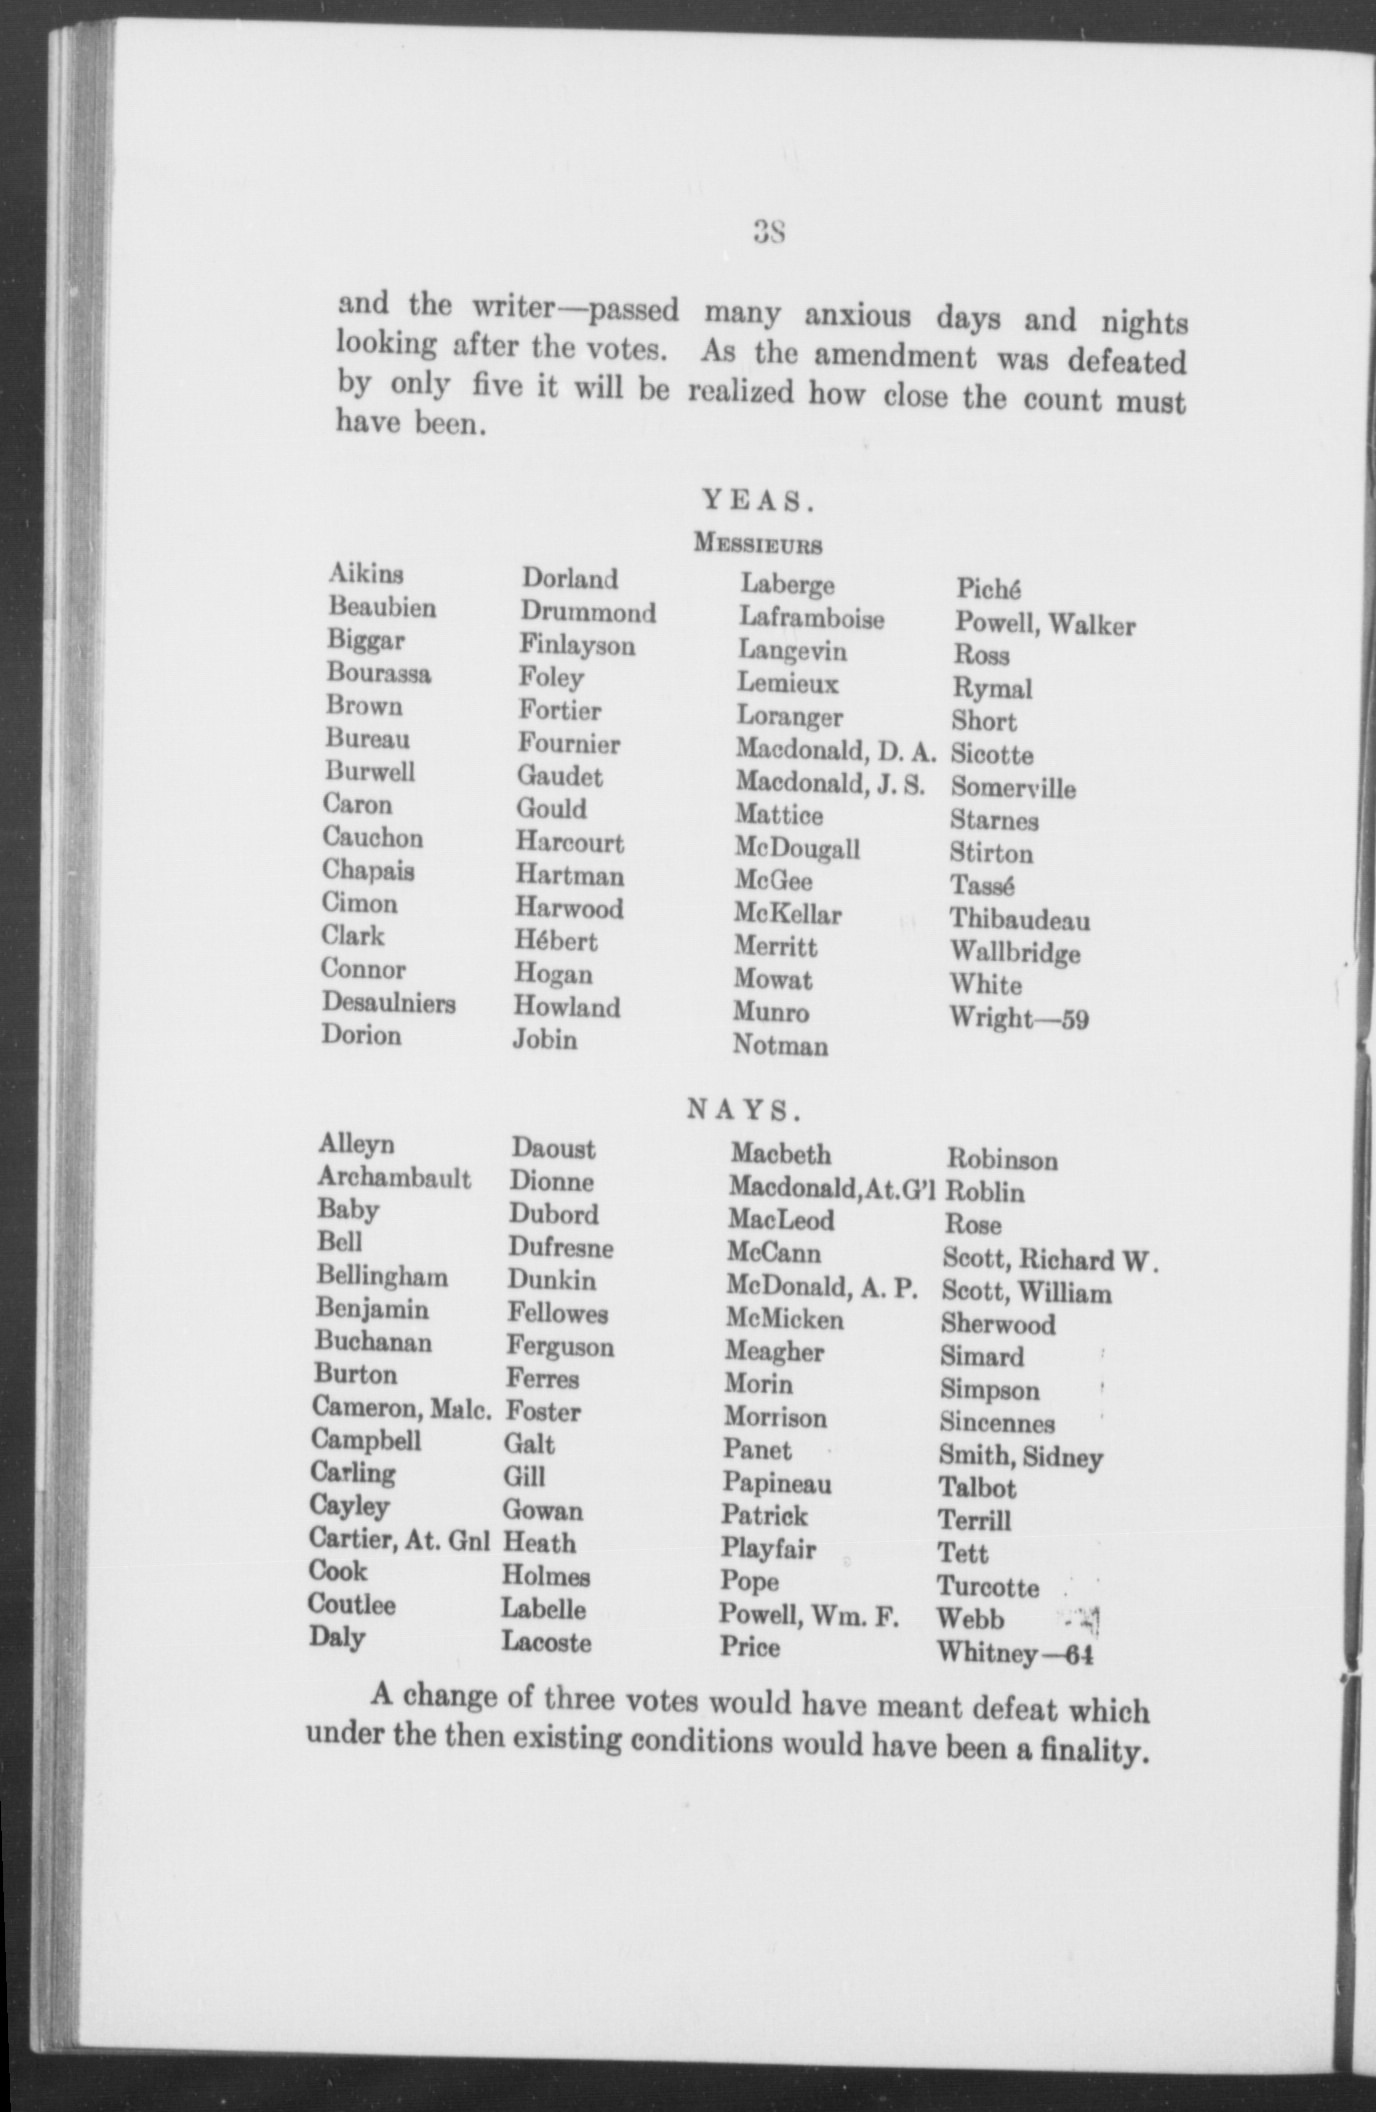 38
and the writer—passed many anxious days and nights
looking after the votes. As the amendment was defeated
by only five it will be realized how close the count must
have been.
YEAS.
MESSIEURS
Aikins Dorland Laberge Piché
Beaubien Drummond Laframboise Powell, Walker
Biggar Finlayson Langevin Ross
Bourassa Foley Lemieux Rymal
Brown Fortier Loranger Short
Bureau Fournier Macdonald, D. A. Sicotte
Burwell Gaudet Macdonald, J. S. Somerville
Caron Gould Mattice Starnes
Cauchon Harcourt McDougall Stirton
Chapais Hartman McGee Tassé
Cimon Harwood McKellar Thibaudeau
Clark Hébert Merritt Wallbridge
Connor Hogan Mowat White
Desaulniers Howland Munro Wright—59
Dorion Jobin Notman
NAYS.
Alleyn Daoust Macbeth Robinson
Archambault Dionne Macdonald,At.G'l Roblin
Baby Dubord MacLeod Rose
Bell Dufresne McCann Scott, Richard W.
Bellingham Dunkin McDonald, A. P. Scott, William
Benjamin Fellowes McMicken Sherwood
Buchanan Ferguson Meagher Simard
Burton Ferres Morin Simpson
Cameron, Malc. Foster Morrison Sincennes
Campbell Galt Panet Smith, Sidney
Carling Gill Papineau Talbot
Cayley Gowan Patrick Terrill
Cartier, At. Gnl Heath Playfair Tett
Cook Holmes Pope Turcotte
Coutlee Labelle Powell, Wm. F. Webb
Daly Lacoste Price Whitney—64
A change of three votes would have meant defeat which
under the then existing conditions would have been a finality.